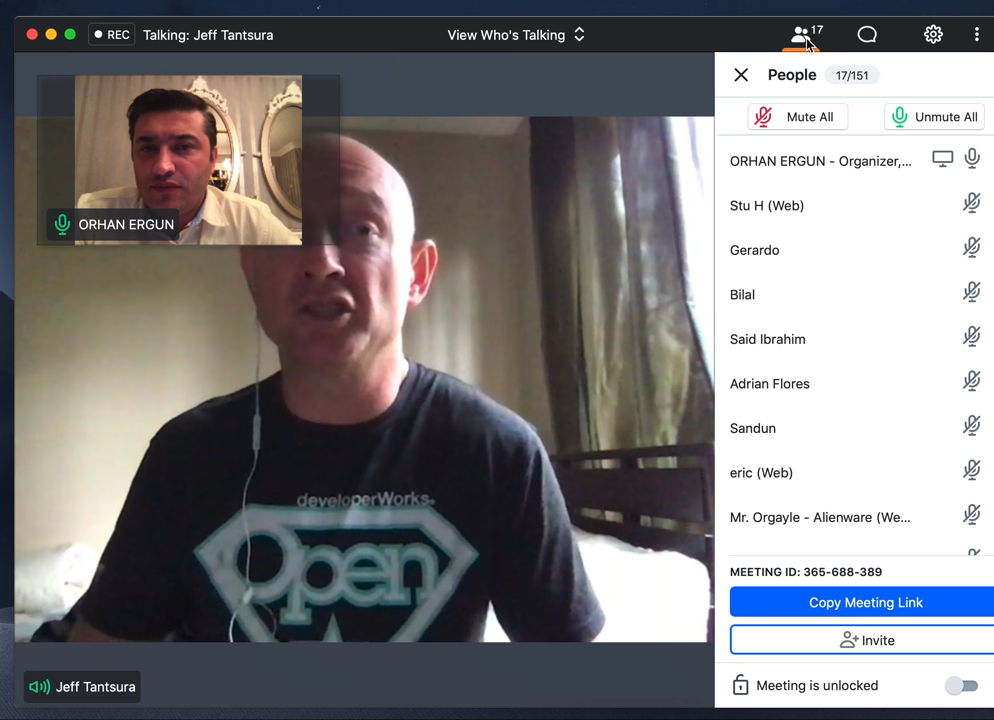 REC
Talking: Jeff Tantsura
View Who's Talking
17
People
17/151
Mute All
Unmute All
ORHAN ERGUN
ORHAN ERGUN - Organizer,...
Stu H (Web)
Gerardo
Bilal
Said Ibrahim
Adrian Flores
Sandun
eric (Web)
Mr. Orgayle - Alienware (We...
developerWorks.
Open
MEETING ID: 365-688-389
Copy Meeting Link
Invite
Meeting is unlocked
Jeff Tantsura